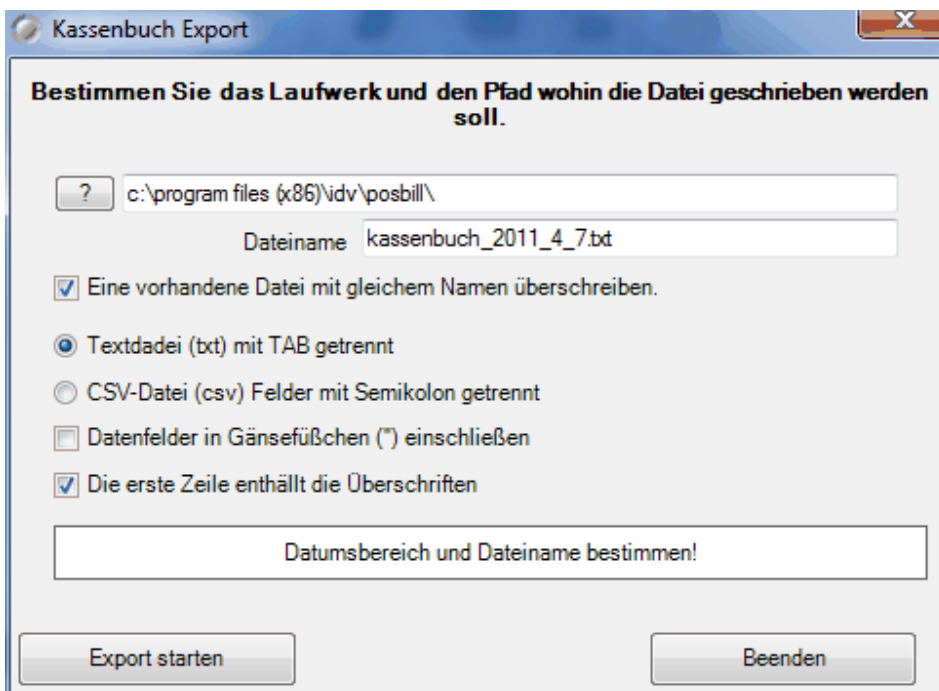 Kassenbuch Export
X
Bestimmen Sie das Laufwerk und den Pfad wohin die Datei geschrieben werden
soll.
? c:\program files (x86)\idv\posbill\
Dateiname kassenbuch_2011_4_7.txt
Eine vorhandene Datei mit gleichem Namen überschreiben.
Textdadei (txt) mit TAB getrennt
CSV-Datei (csv) Felder mit Semikolon getrennt
Datenfelder in Gänsefüßchen (") einschließen
Die erste Zeile enthällt die Überschriften
Datumsbereich und Dateiname bestimmen!
Export starten Beenden